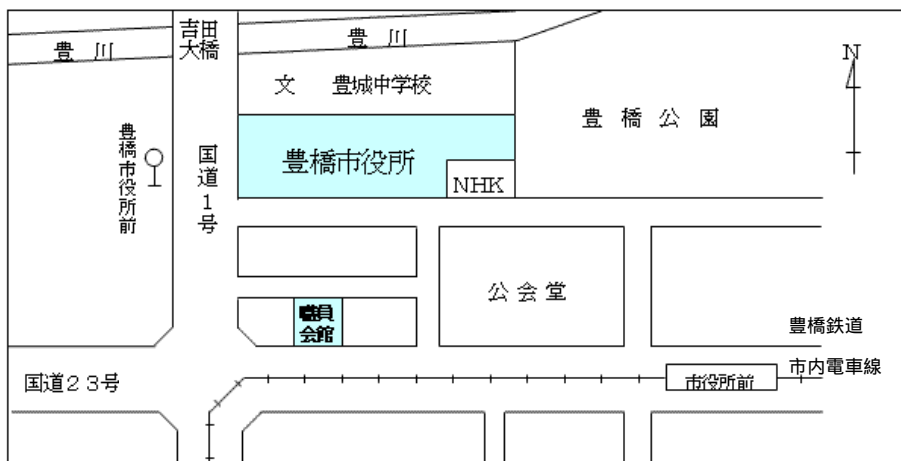 吉田
大橋
豊 川
豊 川
N
文 豊城中学校
豊 橋 公 園
豊橋市役所前
国道1号
豊橋市役所
NHK
公 会 堂
職員
会館
豊橋鉄道
市内電車線
国道23号
市役所前